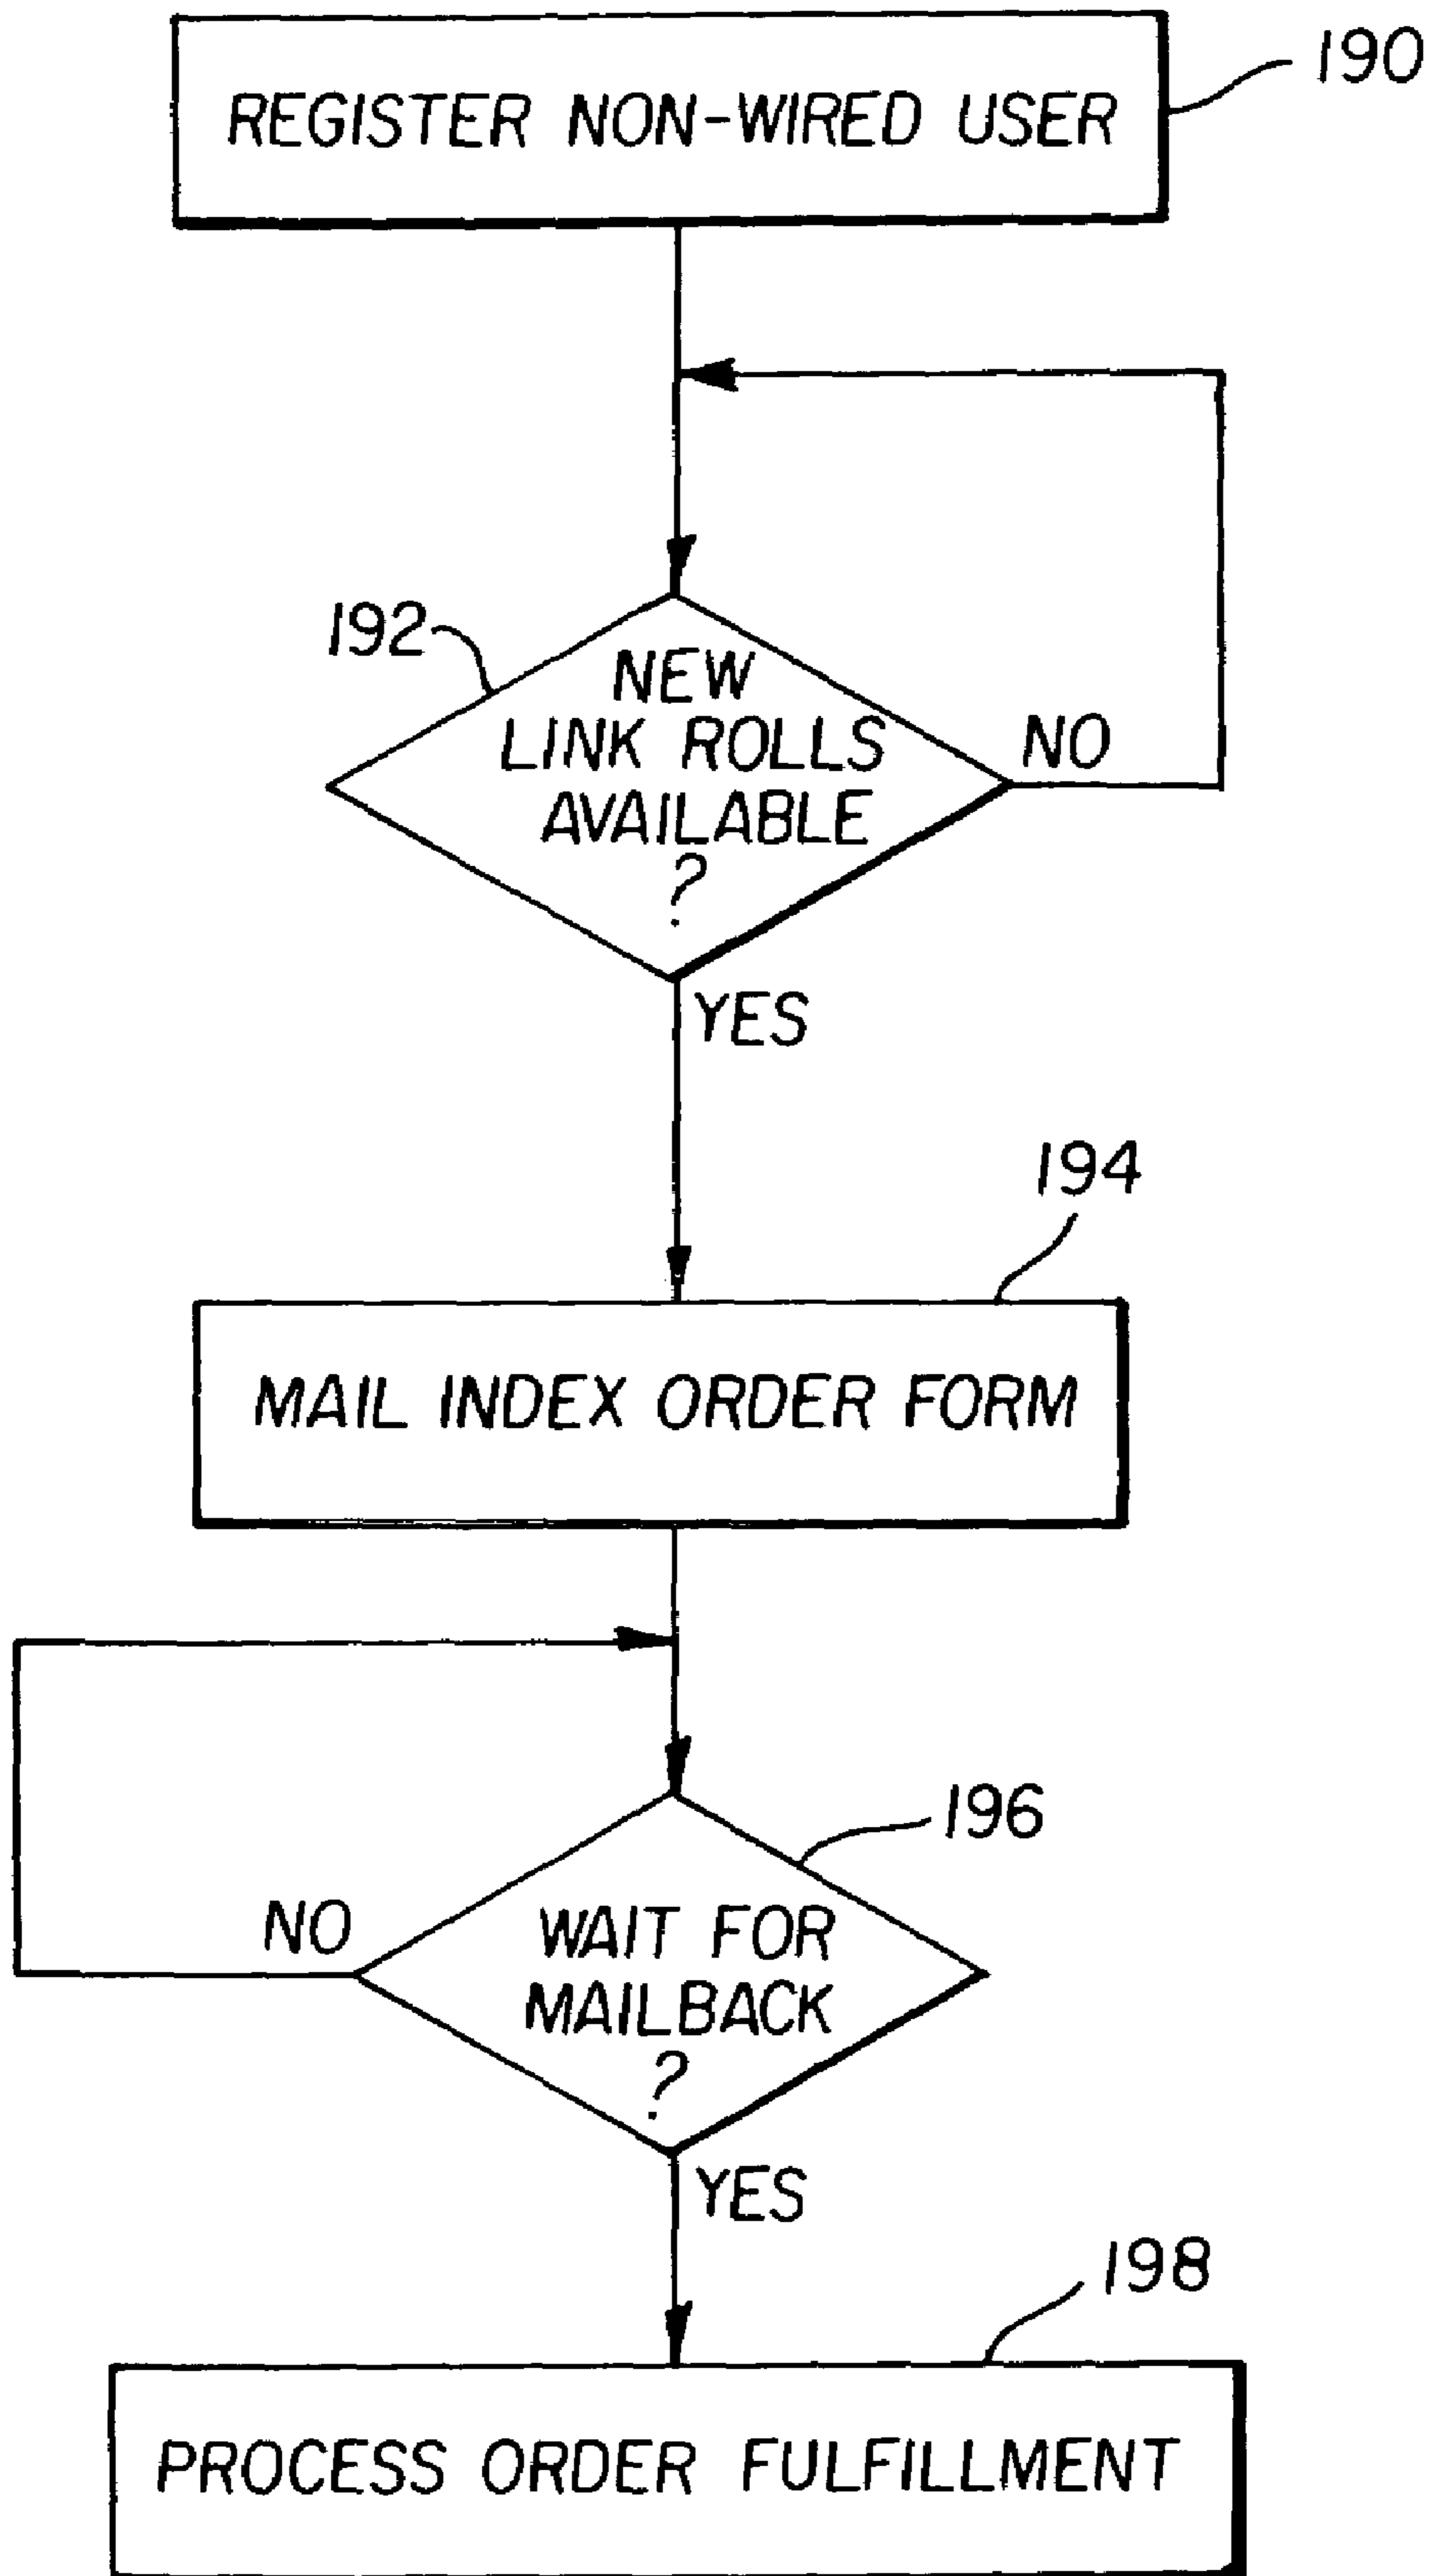 190
REGISTER NON-WIRED USER
192
NEW
LINK ROLLS
AVAILABLE
?
NO
YES
194
MAIL INDEX ORDER FORM
196
NO
WAIT FOR
MAILBACK
?
YES
198
PROCESS ORDER FULFILLMENT